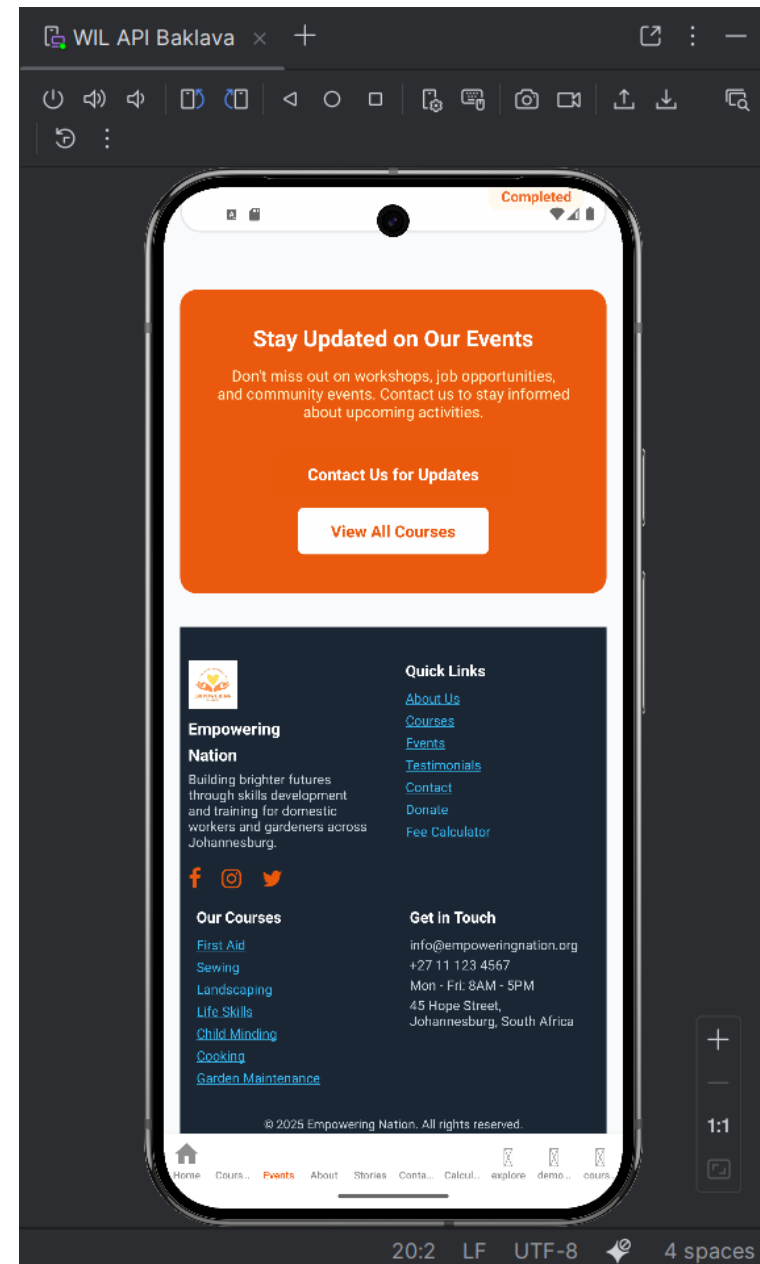 WIL API Baklava
Completed
Stay Updated on Our Events
Don't miss out on workshops, job opportunities,
and community events. Contact us to stay informed
about upcoming activities.
Contact Us for Updates
View All Courses
Empowering
Nation
Building brighter futures
through skills development
and training for domestic
workers and gardeners across
Johannesburg.
Quick Links
About Us
Courses
Events
Testimonials
Contact
Donate
Fee Calculator
Our Courses
First Aid
Sewing
Landscaping
Life Skills
Child Minding
Cooking
Garden Maintenance
Get in Touch
info@empoweringnation.org
+27 11 123 4567
Mon - Fri: 8AM - 5PM
45 Hope Street,
Johannesburg, South Africa
© 2025 Empowering Nation. All rights reserved.
Home Cours... Events About Stories Conta... Calcul... explore demo... cours...
1:1
20:2 LF UTF-8 4 spaces